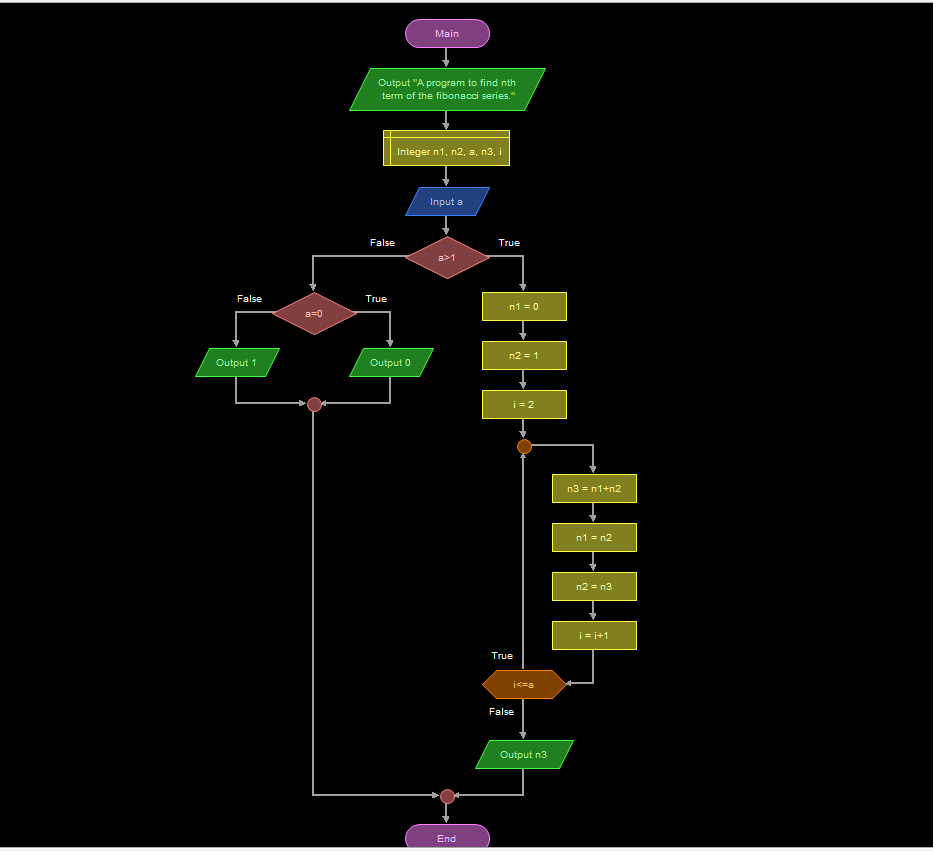 Main
Output "A program to find nth
term of the fibonacci series."
Integer n1, n2, a, n3, i
Input a
False
True
a>1
False
True
a=0
n1 = 0
Output 1
Output 0
n2 = 1
i = 2
n3 = n1+n2
n1 = n2
n2 = n3
i = i+1
True
i<=a
False
Output n3
End